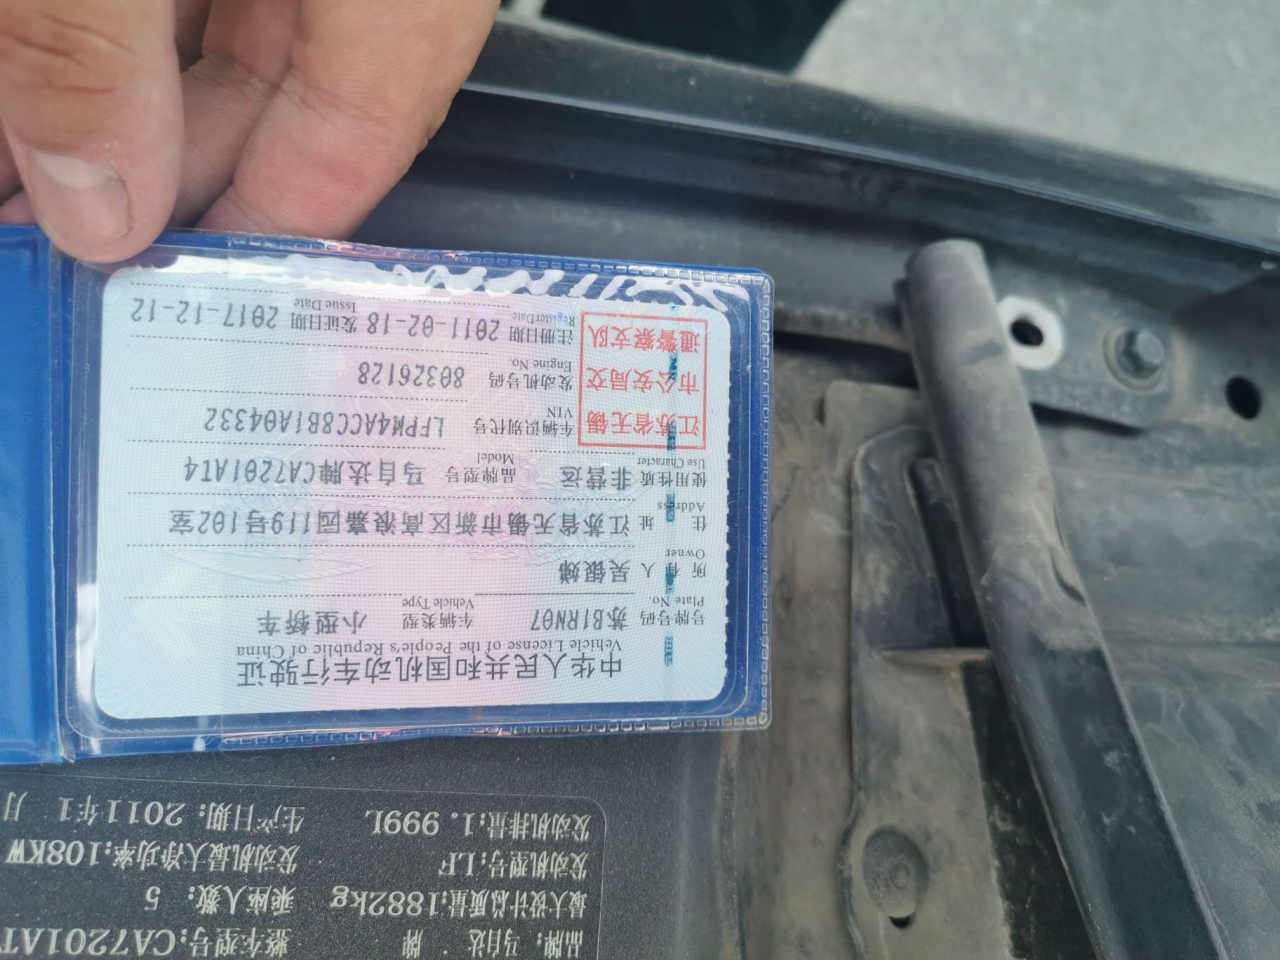 中华人民共和国机动车行驶证
Vehicle License of the People's Republic of China
号牌号码 苏B1RN07 车辆类型 小型轿车
Plate No. Vehicle Type
所有人 吴银娣
Owner
住址 江苏省无锡市新区高浪嘉园119号102室
Address
使用性质 非营运 品牌型号 马自达牌CA7201AT4
Use Character Model
江苏省无锡
市公安局交
通警察支队
车辆识别代号 LFPM4ACC8B1A04332
VIN
发动机号码 80326128
Engine No.
注册日期 2011-02-18 发证日期 2017-12-12
Register Date Issue Date
品牌: 马自达 牌 整车型号:CA7201AT
最大设计总质量:1882kg 乘座人数: 5
发动机型号:LF 发动机最大净功率:108KW
发动机排量:1.999L 生产日期: 2011年1月